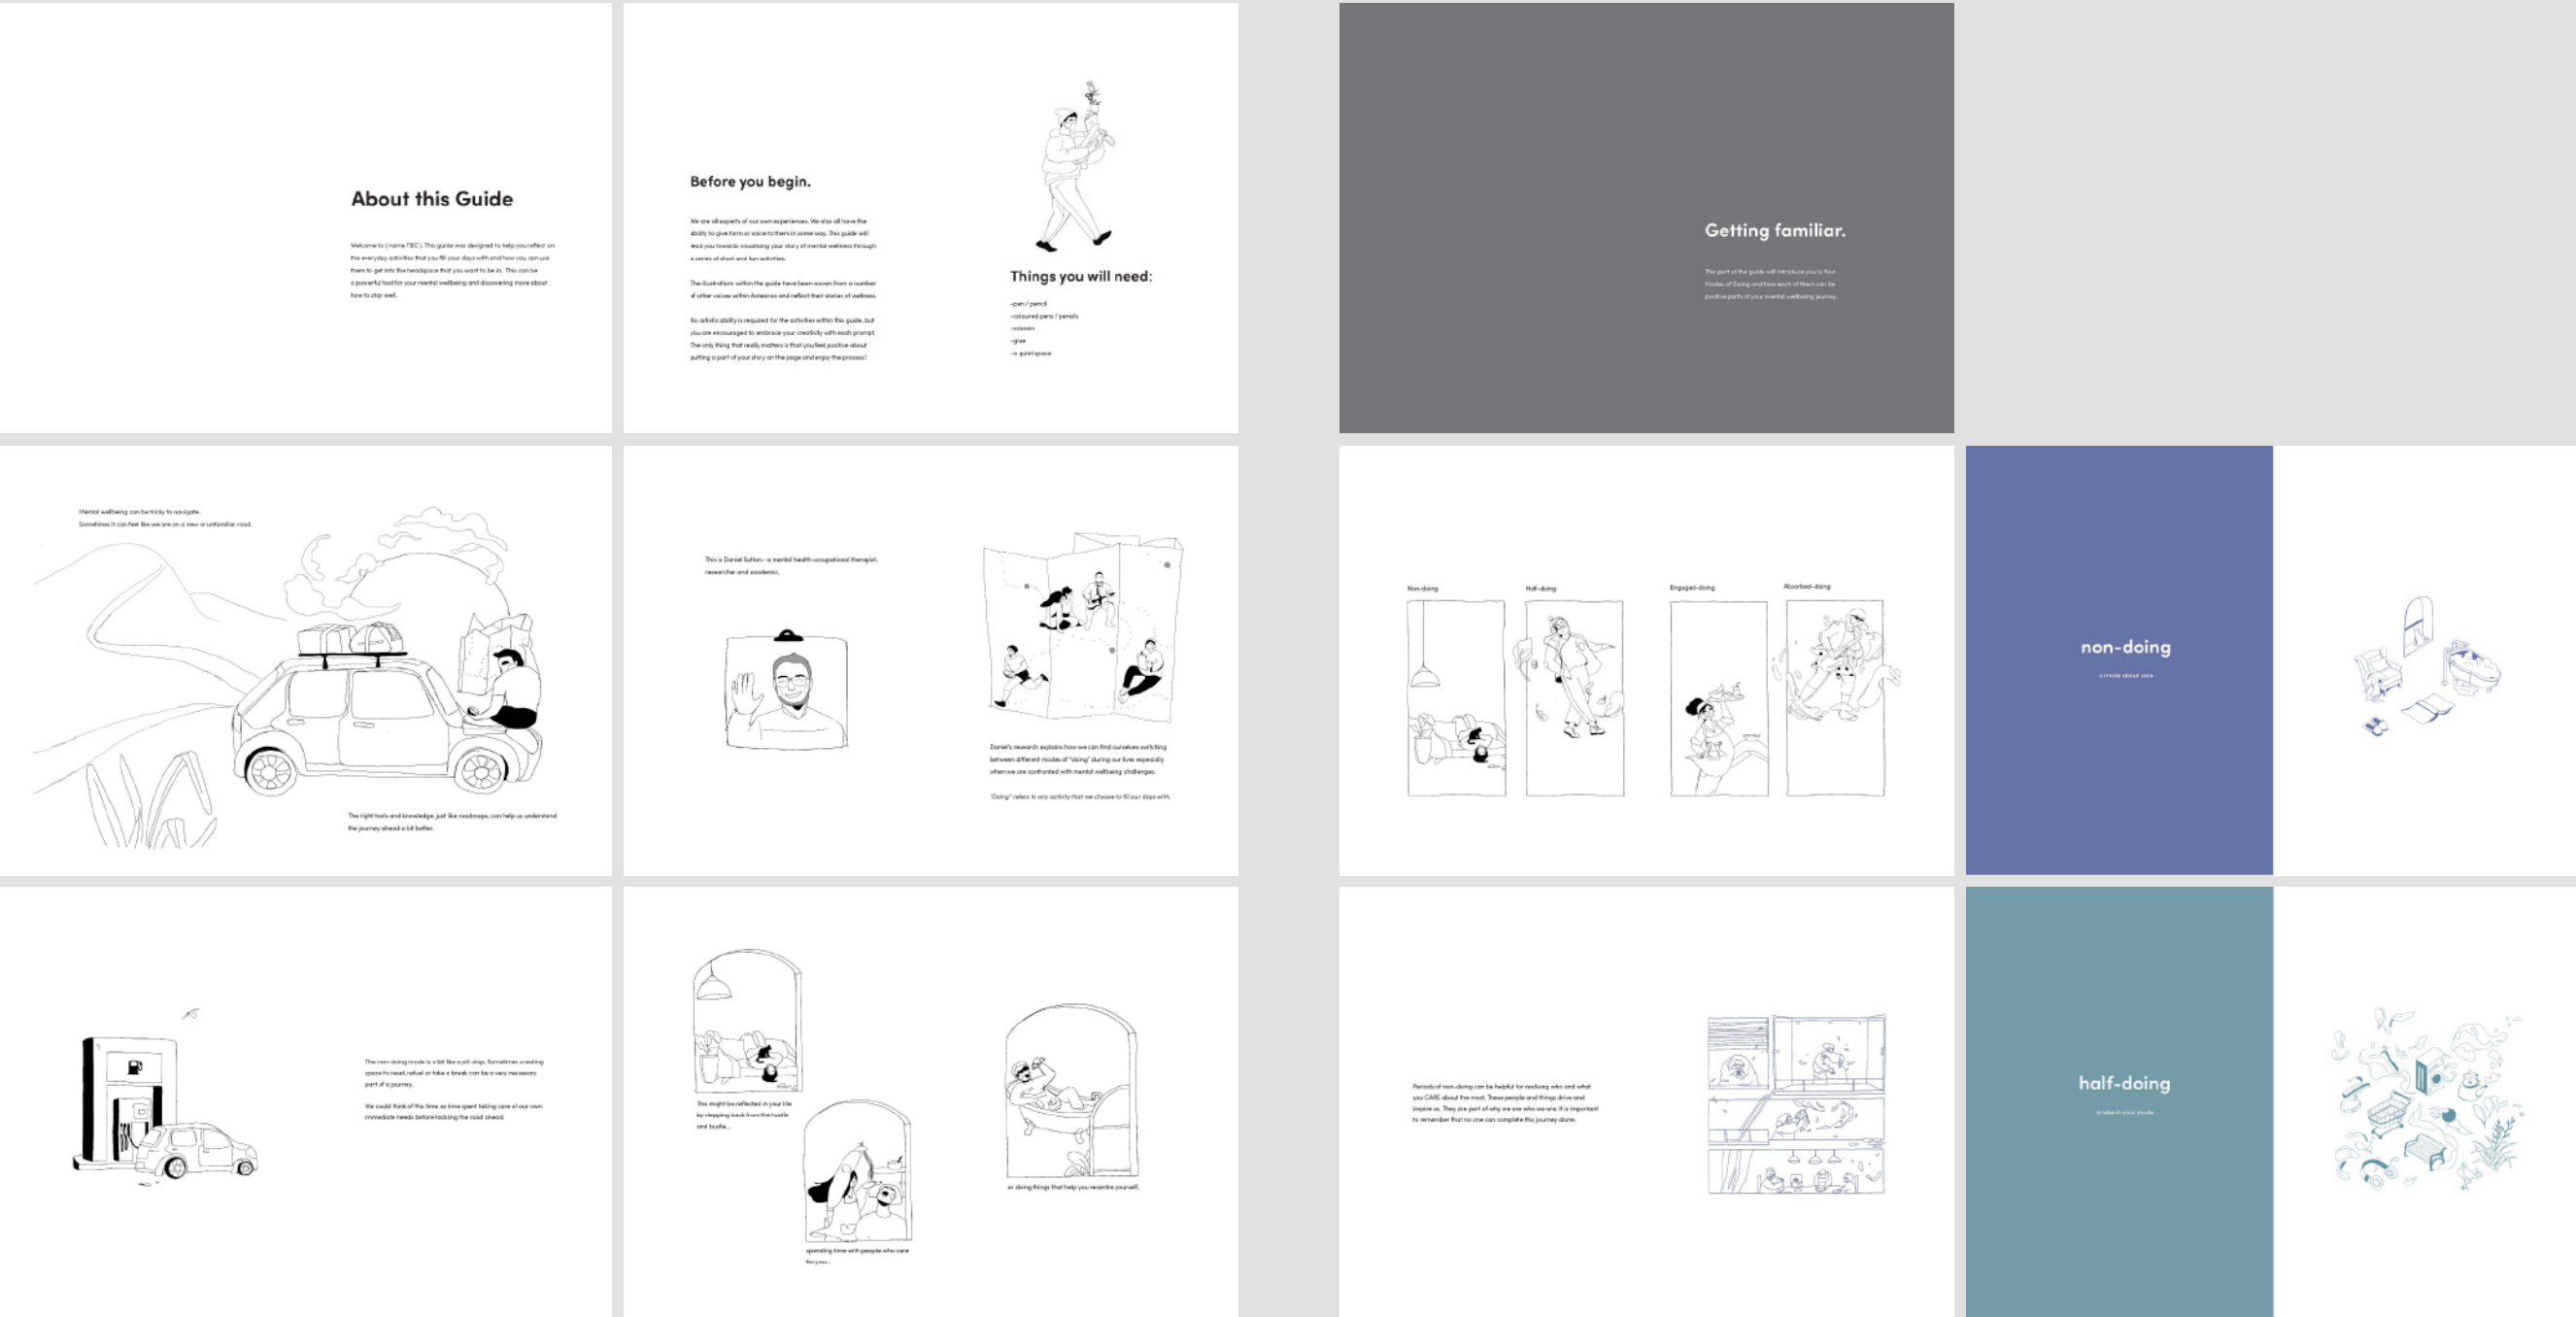 About this Guide
Welcome to (name TBC). This guide was designed to help you reflect on
the everyday activities that you fill your days with and how you can use
them to get into the headspace that you want to be in. This can be
a powerful tool for your mental wellbeing and discovering more about
how to stay well.
Before you begin.
We are all experts of our own experiences. We also all have the
ability to give form or voice to them in some way. This guide will
lead you towards visualising your story of mental wellness through
a series of short and fun activities.
The illustrations within the guide have been woven from a number
of other voices within Aotearoa and reflect their stories of wellness.
No artistic ability is required for the activities within this guide, but
you are encouraged to embrace your creativity with each prompt.
The only thing that really matters is that you feel positive about
putting a part of your story on the page and enjoy the process!
Things you will need:
-pen / pencil
-coloured pens / pencils
-scissors
-glue
-a quiet space
Getting familiar.
This part of the guide will introduce you to four
Modes of Doing and how each of them can be
positive parts of your mental wellbeing journey.
Mental wellbeing can be tricky to navigate.
Sometimes it can feel like we are on a new or unfamiliar road.
The right tools and knowledge, just like roadmaps, can help us understand
the journey ahead a bit better.
This is Daniel Sutton- a mental health occupational therapist,
researcher and academic.
Daniel's research explains how we can find ourselves switching
between different modes of "doing" during our lives especially
when we are confronted with mental wellbeing challenges.
"Doing" refers to any activity that we choose to fill our days with.
Non-doing
Half-doing
Engaged-doing
Absorbed-doing
non-doing
a mode about care
The non-doing mode is a bit like a pit stop. Sometimes creating
space to reset, refuel or take a break can be a very necessary
part of a journey.
We could think of this time as time spent taking care of our own
immediate needs before tackling the road ahead.
This might be reflected in your life
by stepping back from the hustle
and bustle...
spending time with people who care
for you...
or doing things that help you recentre yourself.
Periods of non-doing can be helpful for realising who and what
you CARE about the most. These people and things drive and
inspire us. They are part of why we are who we are. It is important
to remember that no one can complete this journey alone.
half-doing
a take-it-slow mode